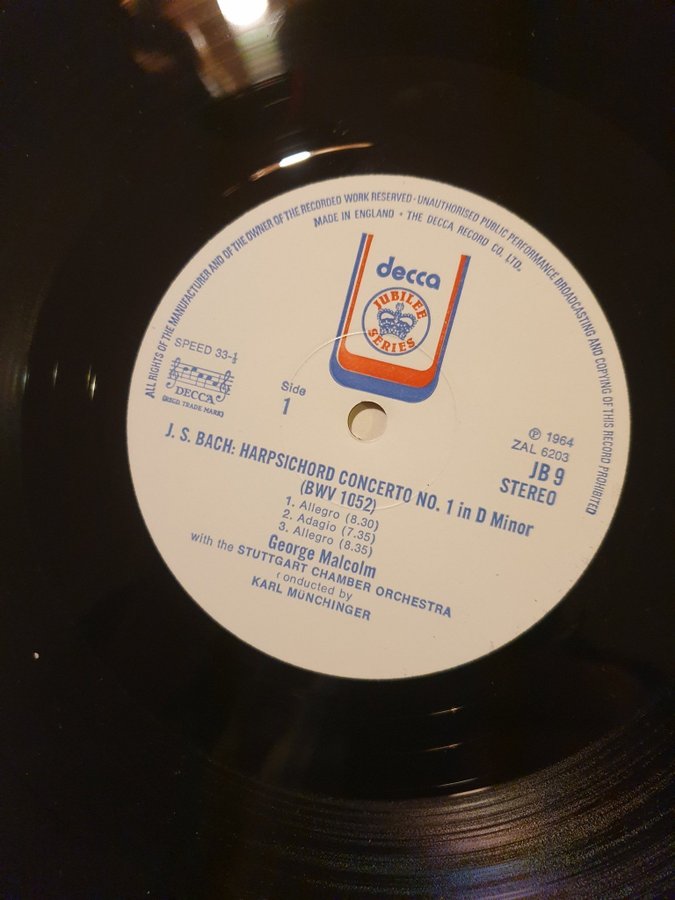 ALL RIGHTS OF THE MANUFACTURER AND OF THE OWNER OF THE RECORDED WORK RESERVED · UNAUTHORISED PUBLIC PERFORMANCE BROADCASTING AND COPYING OF THIS RECORD PROHIBITED
MADE IN ENGLAND · THE DECCA RECORD CO. LTD.
decca
JUBILEE
SERIES
SPEED 33-⅓
DECCA
(REGD. TRADE MARK)
Side
1
℗ 1964
ZAL 6203
JB 9
STEREO
J. S. BACH: HARPSICHORD CONCERTO NO. 1 in D Minor
(BWV 1052)
1. Allegro (8.30)
2. Adagio (7.35)
3. Allegro (8.35)
George Malcolm
with the STUTTGART CHAMBER ORCHESTRA
conducted by
KARL MÜNCHINGER